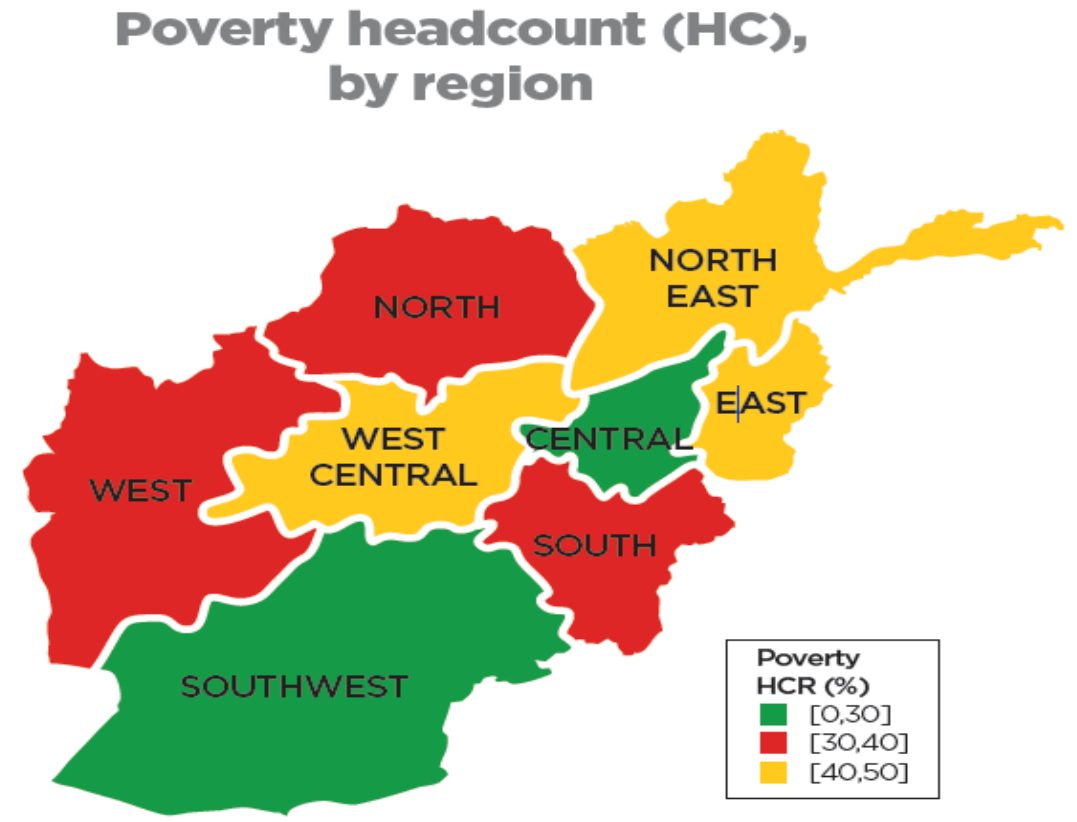 Poverty headcount (HC),
by region
NORTH
EAST
NORTH
EAST
WEST
CENTRAL
CENTRAL
WEST
SOUTH
SOUTHWEST
Poverty
HCR (%)
[0,30]
[30,40]
[40,50]